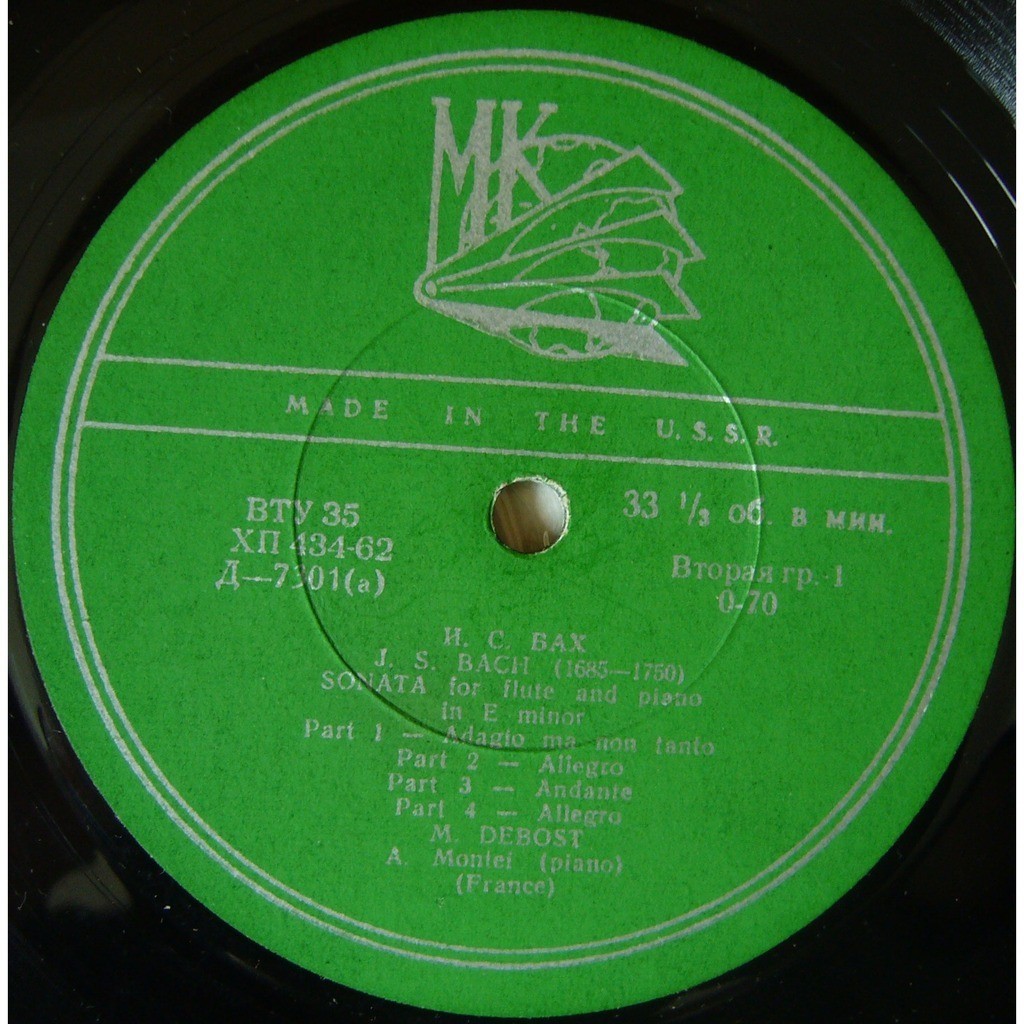 МК
MADE IN THE U.S.S.R.
ВТУ 35
ХП 434-62
Д—7301(а)
33 1/3 об. в мин.
Вторая гр.-1
0-70
И. С. БАХ
J. S. BACH (1685—1750)
SONATA for flute and piano
in E minor
Part 1 — Adagio ma non tanto
Part 2 — Allegro
Part 3 — Andante
Part 4 — Allegro
M. DEBOST
A. Montei (piano)
(France)